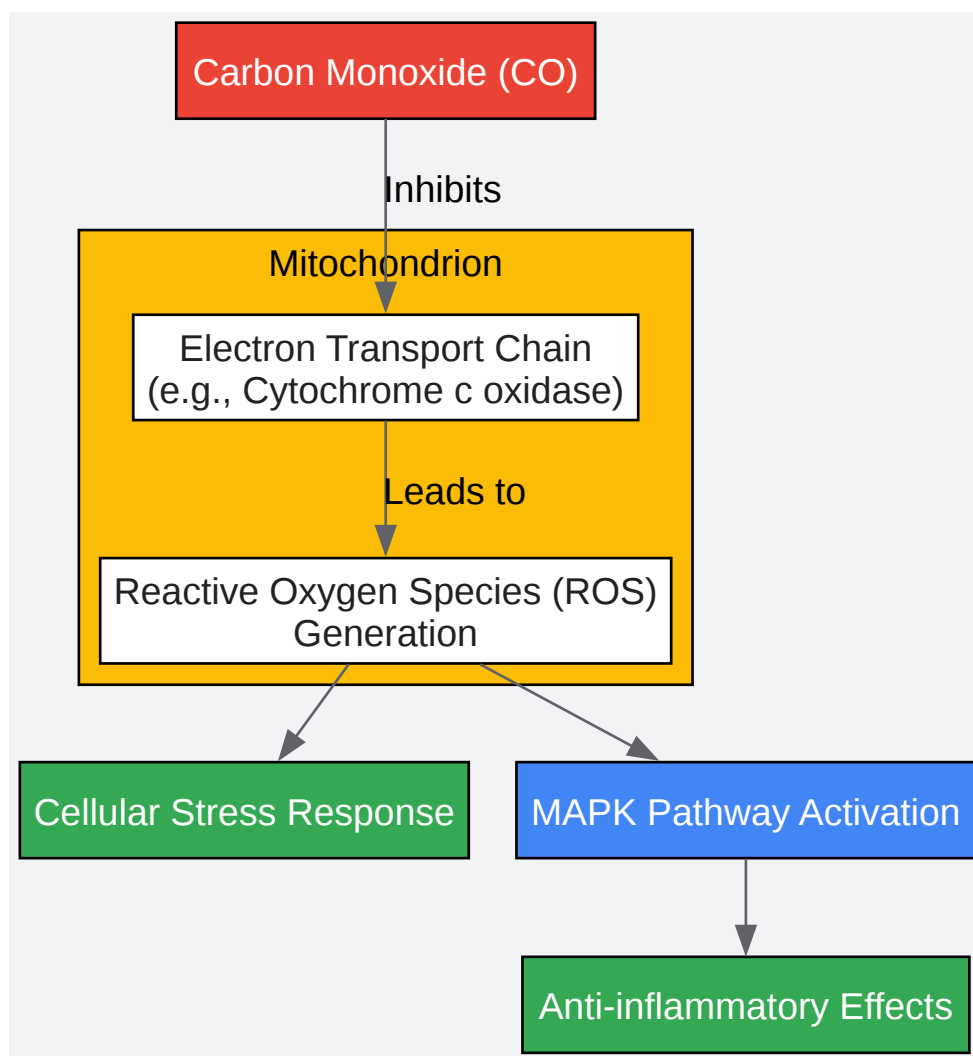 Carbon Monoxide (CO)
Inhibits
Mitochondrion
Electron Transport Chain
(e.g., Cytochrome c oxidase)
Leads to
Reactive Oxygen Species (ROS)
Generation
Cellular Stress Response
MAPK Pathway Activation
Anti-inflammatory Effects